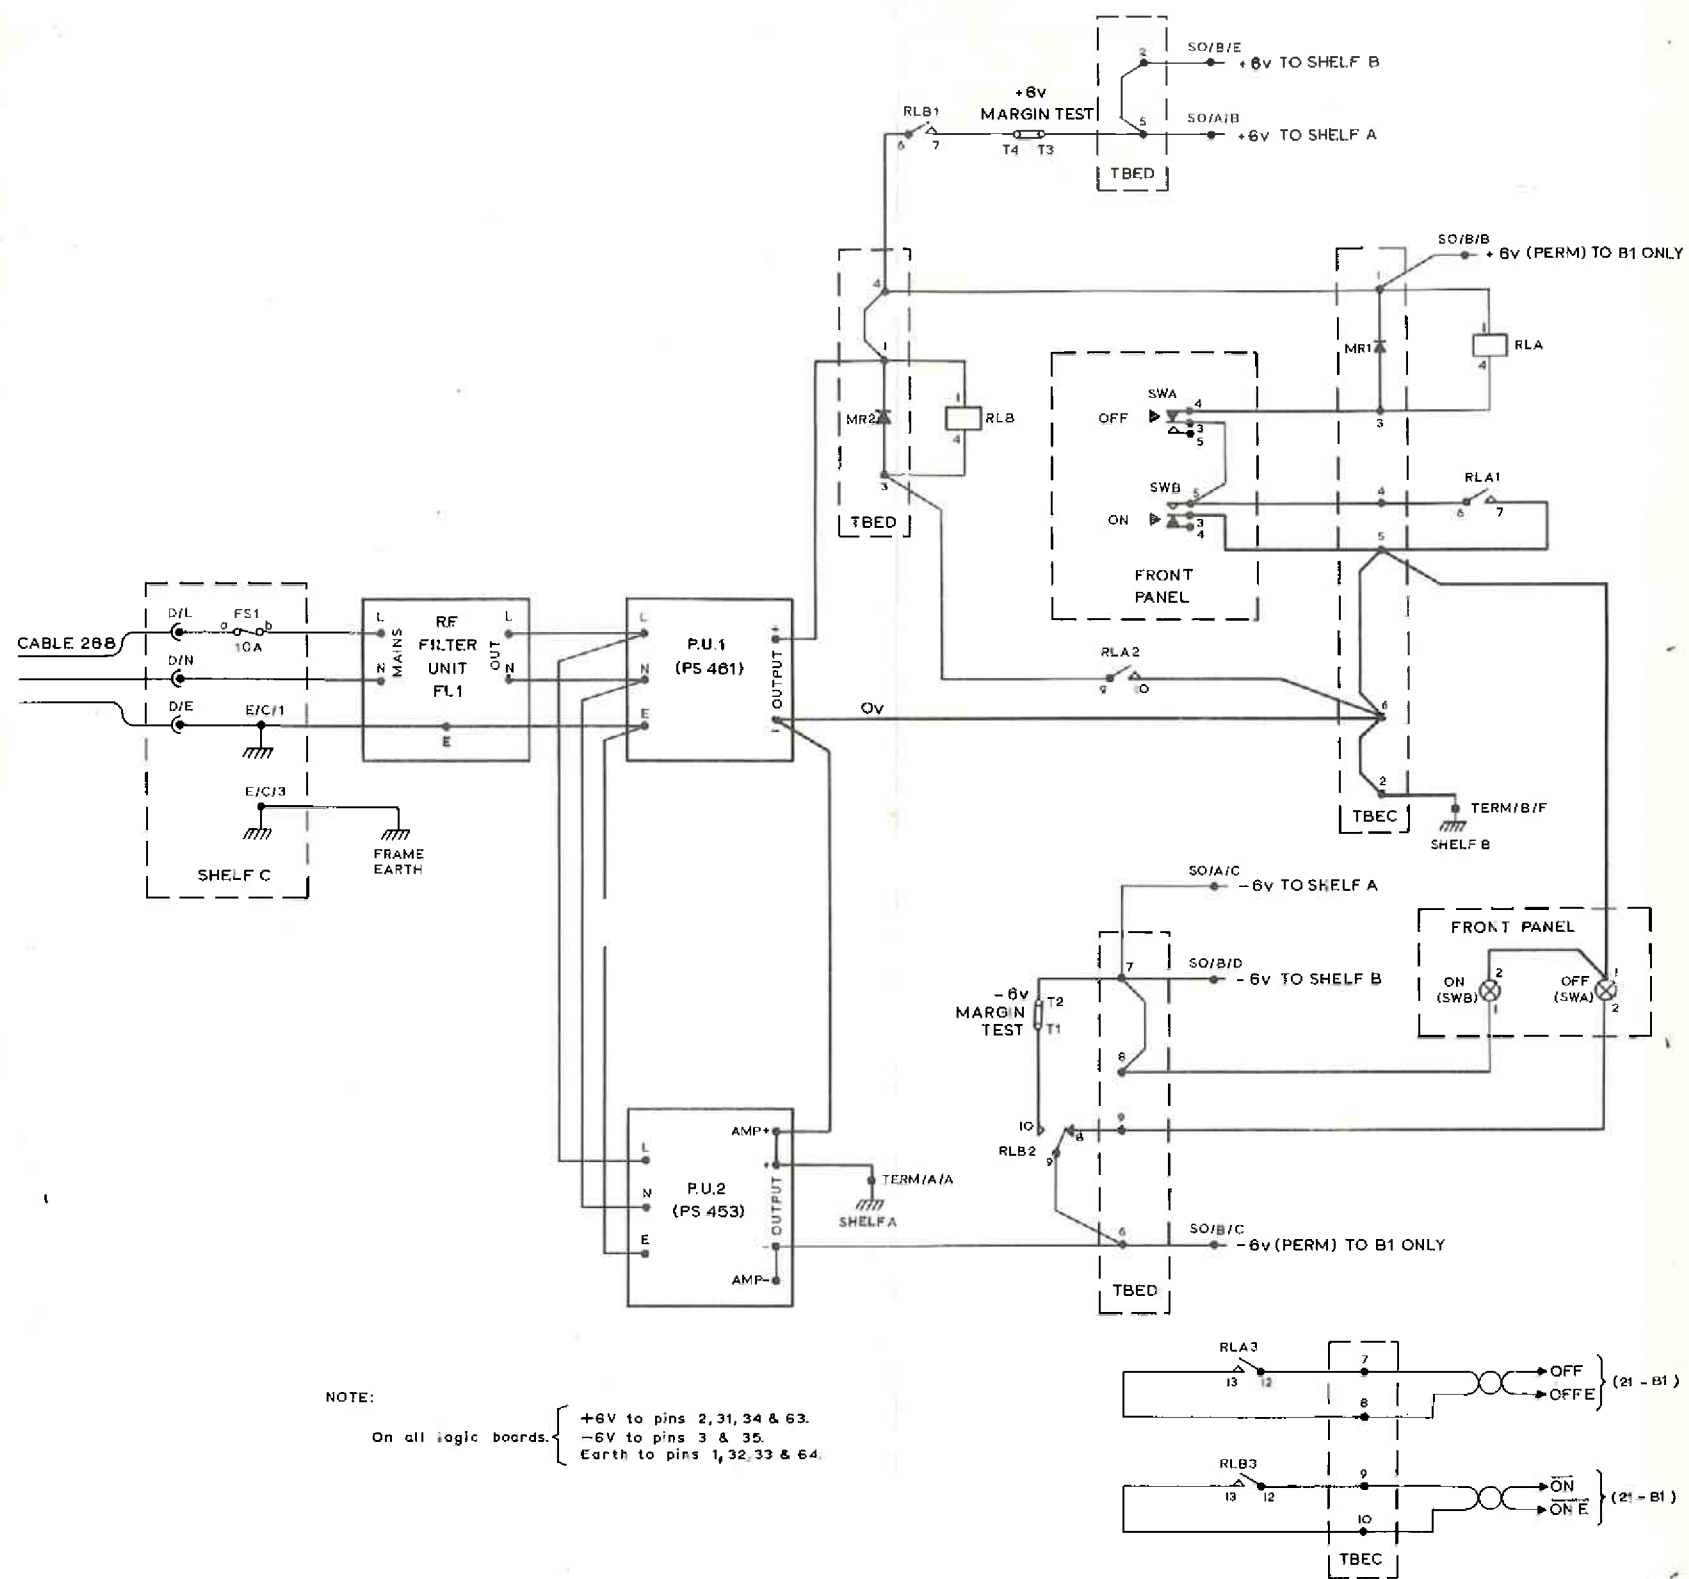 SO/B/E
2
+6v TO SHELF B
+6v
MARGIN TEST
RLB1
6 7
T4 T3
5
SO/A/B
+6v TO SHELF A
TBED
SO/B/B
+6v (PERM) TO B1 ONLY
4
1
1
RLA
4
MR1
3
1
MR2
1
RLB
4
3
TBED
SWA
OFF
4
3
5
SWB
ON
5
3
4
FRONT
PANEL
4
RLA1
6 7
5
RLA2
9 10
6
2
TERM/B/F
SHELF B
TBEC
CABLE 268
D/L
FS1
a b
10A
D/N
D/E
E/C/1
E/C/3
FRAME
EARTH
SHELF C
L
N
MAINS
RF
FILTER
UNIT
FL1
OUT
L
N
E
L
N
E
P.U.1
(PS 461)
+
OUTPUT
-
Ov
SO/A/C
-6v TO SHELF A
7
SO/B/D
-6v TO SHELF B
-6v
MARGIN
TEST
T2
T1
8
FRONT PANEL
ON
(SWB)
2
1
OFF
(SWA)
1
2
10
8
9
RLB2
9
6
SO/B/C
-6v (PERM) TO B1 ONLY
TBED
L
N
E
P.U.2
(PS 453)
AMP+
+
OUTPUT
-
AMP-
TERM/A/A
SHELF A
NOTE:
On all logic boards.
+6V to pins 2,31,34 & 63.
-6V to pins 3 & 35.
Earth to pins 1,32,33 & 64.
RLA3
13 12
7
8
OFF
OFFE
(21-B1)
RLB3
13 12
9
10
O̅N̅
O̅N̅ E̅
(21-B1)
TBEC